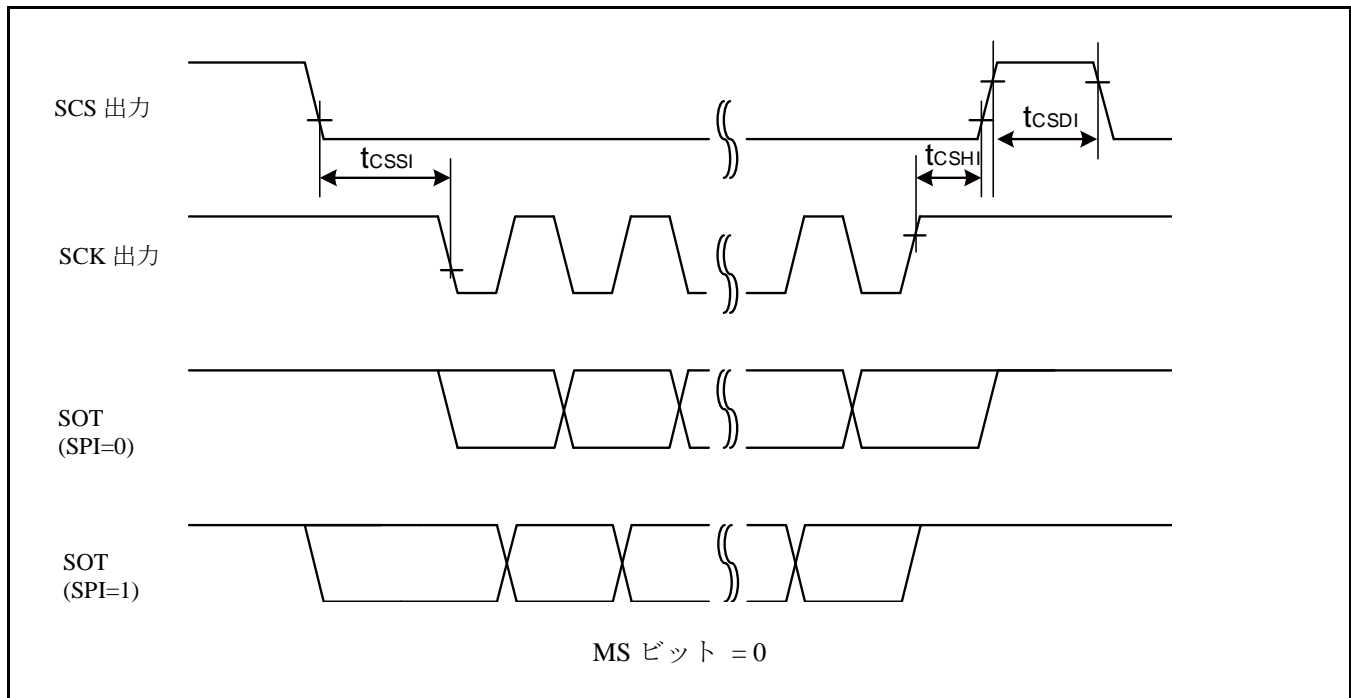 SCS 出力
tCSDI
tCSSI
tCSHI
SCK 出力
SOT
(SPI=0)
SOT
(SPI=1)
MS ビット = 0